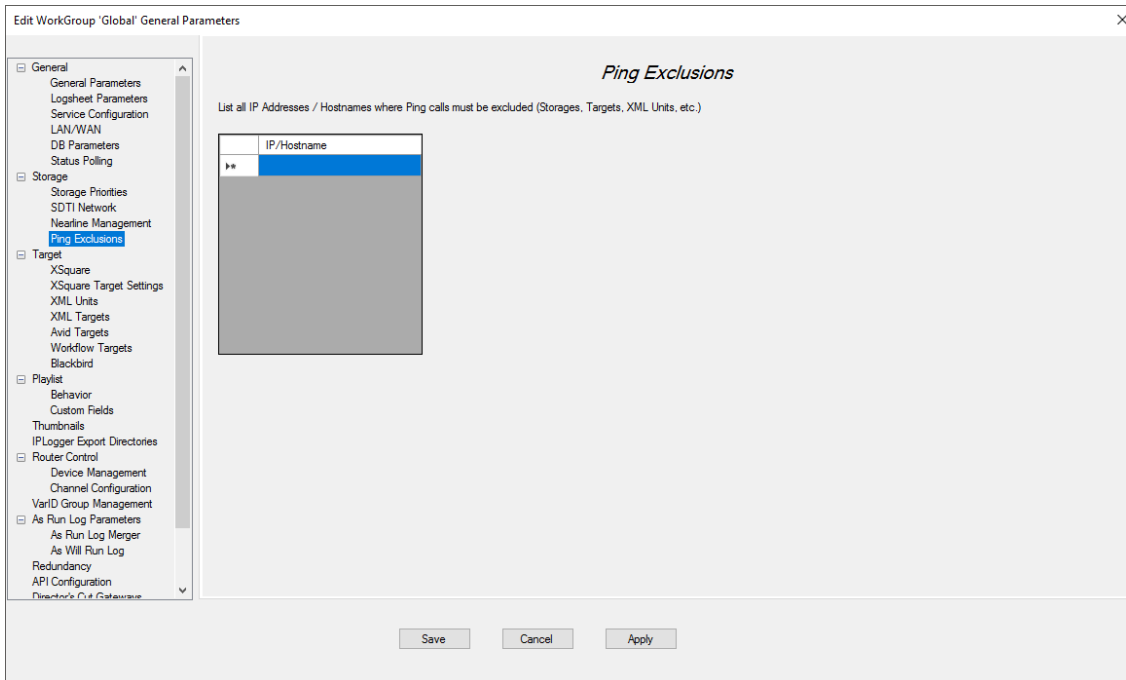 Edit WorkGroup 'Global' General Parameters
General
General Parameters
Logsheet Parameters
Service Configuration
LAN/WAN
DB Parameters
Status Polling
Storage
Storage Priorities
SDTI Network
Nearline Management
Ping Exclusions
Target
XSquare
XSquare Target Settings
XML Units
XML Targets
Avid Targets
Workflow Targets
Blackbird
Playlist
Behavior
Custom Fields
Thumbnails
IPLogger Export Directories
Router Control
Device Management
Channel Configuration
VarID Group Management
As Run Log Parameters
As Run Log Merger
As Will Run Log
Redundancy
API Configuration
Director's Cut Gateways
Ping Exclusions
List all IP Addresses / Hostnames where Ping calls must be excluded (Storages, Targets, XML Units, etc.)
IP/Hostname
Save
Cancel
Apply